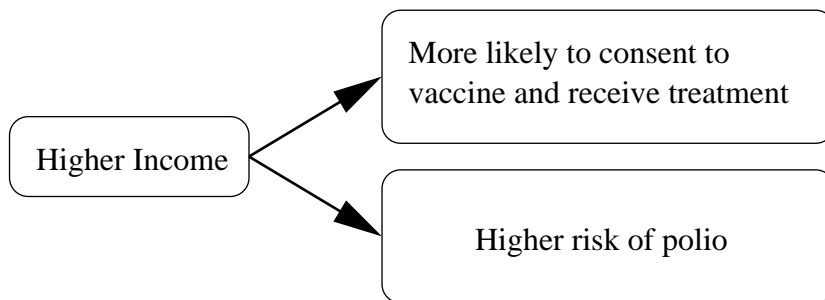 More likely to consent to
vaccine and receive treatment
Higher Income
Higher risk of polio